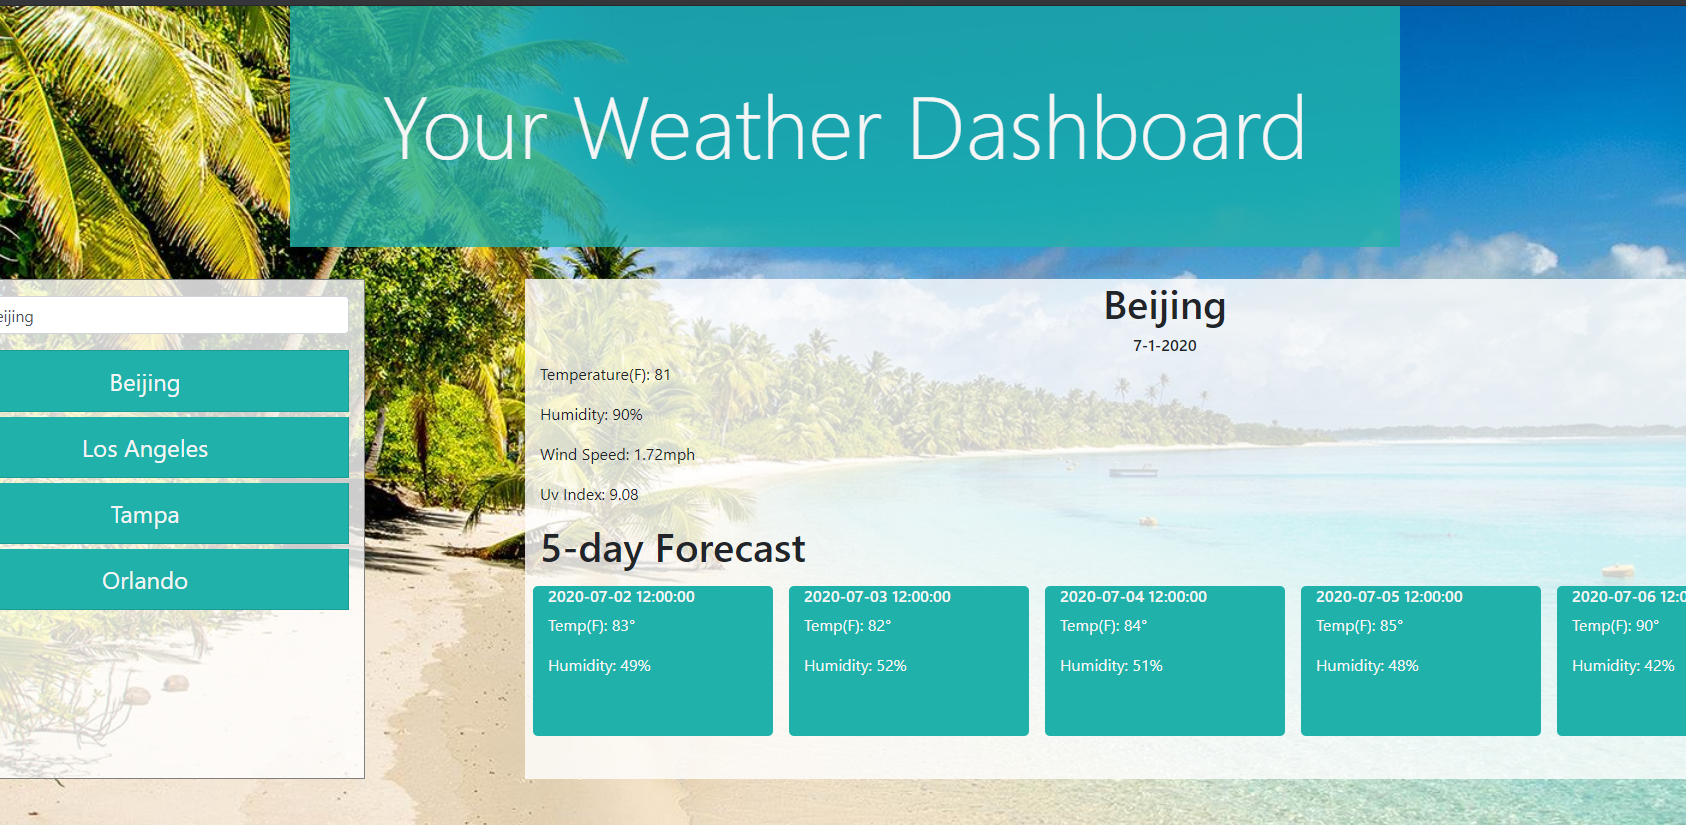 Your Weather Dashboard
eijing
Beijing
Los Angeles
Tampa
Orlando
Beijing
7-1-2020
Temperature(F): 81
Humidity: 90%
Wind Speed: 1.72mph
Uv Index: 9.08
5-day Forecast
2020-07-02 12:00:00
Temp(F): 83°
Humidity: 49%
2020-07-03 12:00:00
Temp(F): 82°
Humidity: 52%
2020-07-04 12:00:00
Temp(F): 84°
Humidity: 51%
2020-07-05 12:00:00
Temp(F): 85°
Humidity: 48%
2020-07-06 12:0
Temp(F): 90°
Humidity: 42%